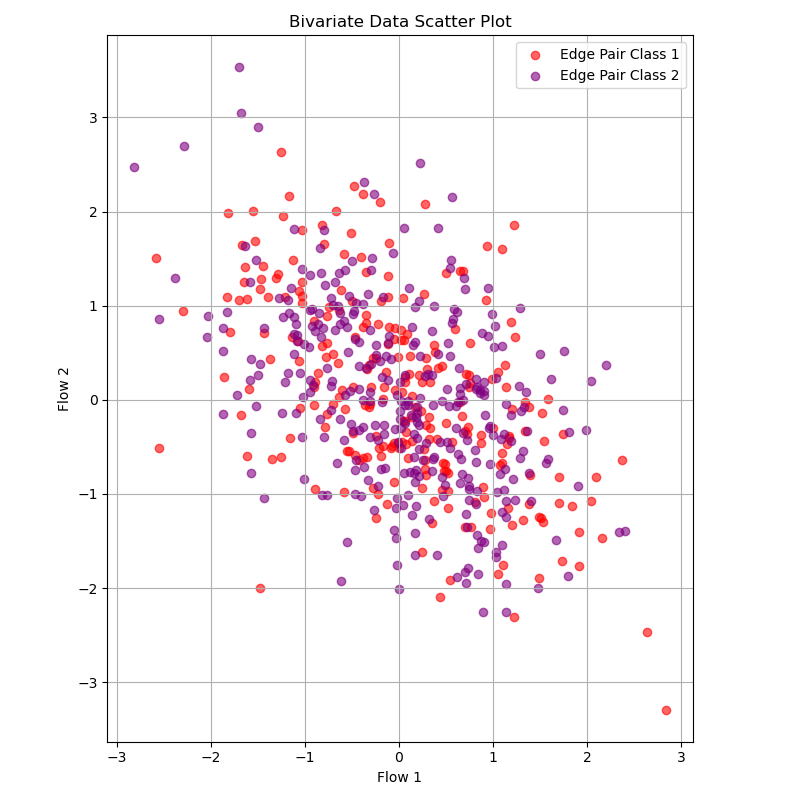 Bivariate Data Scatter Plot
Edge Pair Class 1
Edge Pair Class 2
Flow 2
3
2
1
0
−1
−2
−3
−3
−2
−1
0
1
2
3
Flow 1